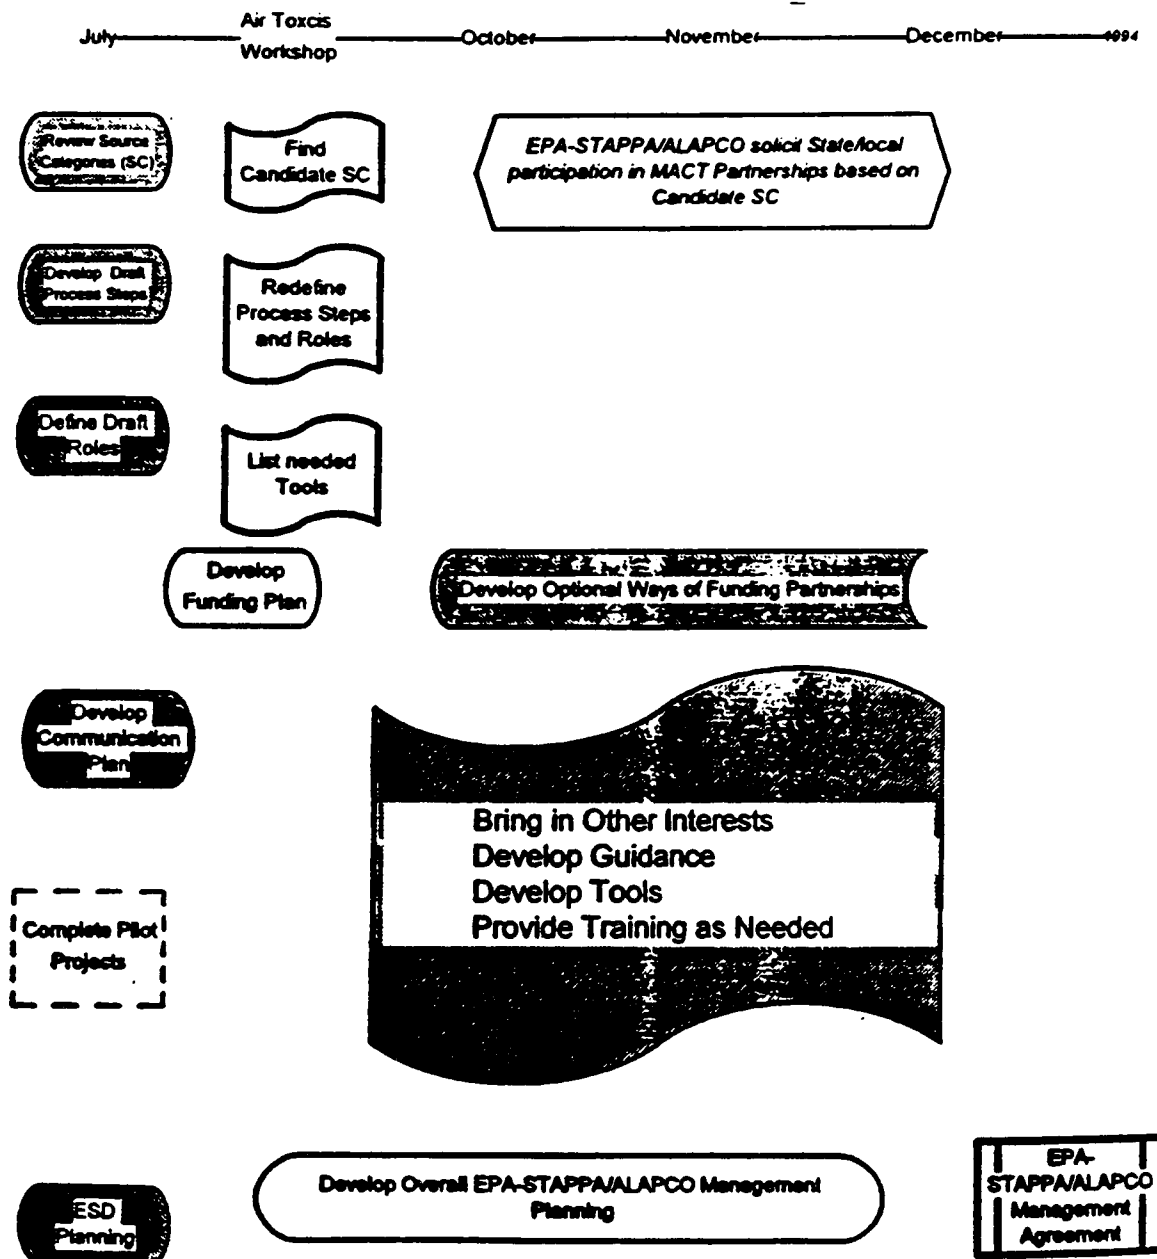 Air Toxcis
July Workshop October November December 1994
Review Source
Categories (SC)
Find
Candidate SC
EPA-STAPPA/ALAPCO solicit State/local
participation in MACT Partnerships based on
Candidate SC
Develop Draft
Process Steps
Redefine
Process Steps
and Roles
Define Draft
Roles
List needed
Tools
Develop
Funding Plan
Develop Optional Ways of Funding Partnerships
Develop
Communication
Plan
Bring in Other Interests
Develop Guidance
Develop Tools
Provide Training as Needed
Complete Pilot
Projects
ESD
Planning
Develop Overall EPA-STAPPA/ALAPCO Management
Planning
EPA-
STAPPA/ALAPCO
Management
Agreement